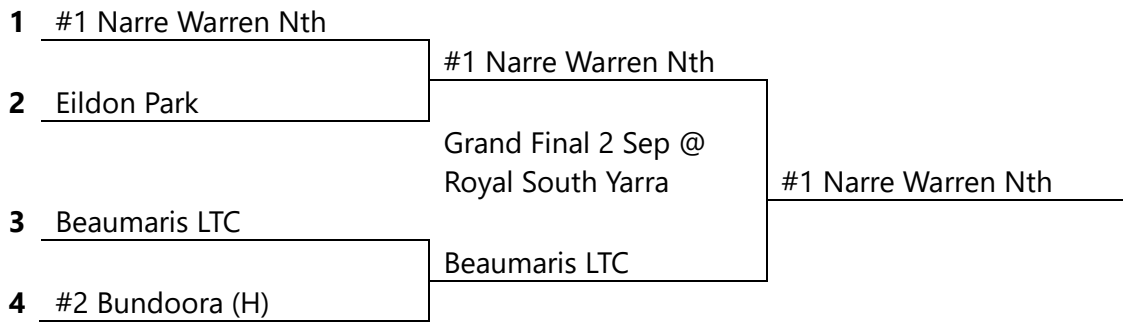 1 #1 Narre Warren Nth
#1 Narre Warren Nth
2 Eildon Park
Grand Final 2 Sep @
Royal South Yarra
#1 Narre Warren Nth
3 Beaumaris LTC
Beaumaris LTC
4 #2 Bundoora (H)